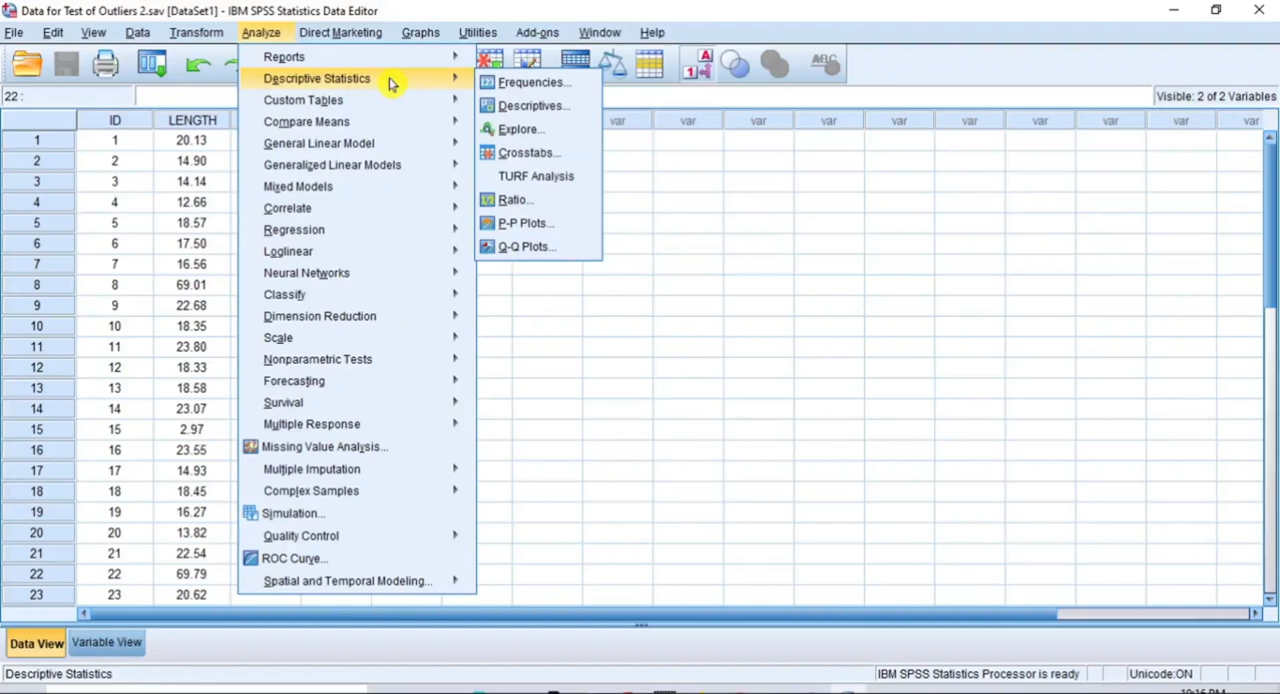 Data for Test of Outliers 2.sav [DataSet1] - IBM SPSS Statistics Data Editor
File Edit View Data Transform Analyze Direct Marketing Graphs Utilities Add-ons Window Help
22 :
Visible: 2 of 2 Variables
Reports
Descriptive Statistics
Custom Tables
Compare Means
General Linear Model
Generalized Linear Models
Mixed Models
Correlate
Regression
Loglinear
Neural Networks
Classify
Dimension Reduction
Scale
Nonparametric Tests
Forecasting
Survival
Multiple Response
Missing Value Analysis...
Multiple Imputation
Complex Samples
Simulation...
Quality Control
ROC Curve...
Spatial and Temporal Modeling...
Frequencies...
Descriptives...
Explore...
Crosstabs...
TURF Analysis
Ratio...
P-P Plots...
Q-Q Plots...
A
1
ABC
ID LENGTH var var var var var var var var var var
1 1 20.13
2 2 14.90
3 3 14.14
4 4 12.66
5 5 18.57
6 6 17.50
7 7 16.56
8 8 69.01
9 9 22.68
10 10 18.35
11 11 23.80
12 12 18.33
13 13 18.58
14 14 23.07
15 15 2.97
16 16 23.55
17 17 14.93
18 18 18.45
19 19 16.27
20 20 13.82
21 21 22.54
22 22 69.79
23 23 20.62
Data View Variable View
Descriptive Statistics
IBM SPSS Statistics Processor is ready
Unicode:ON